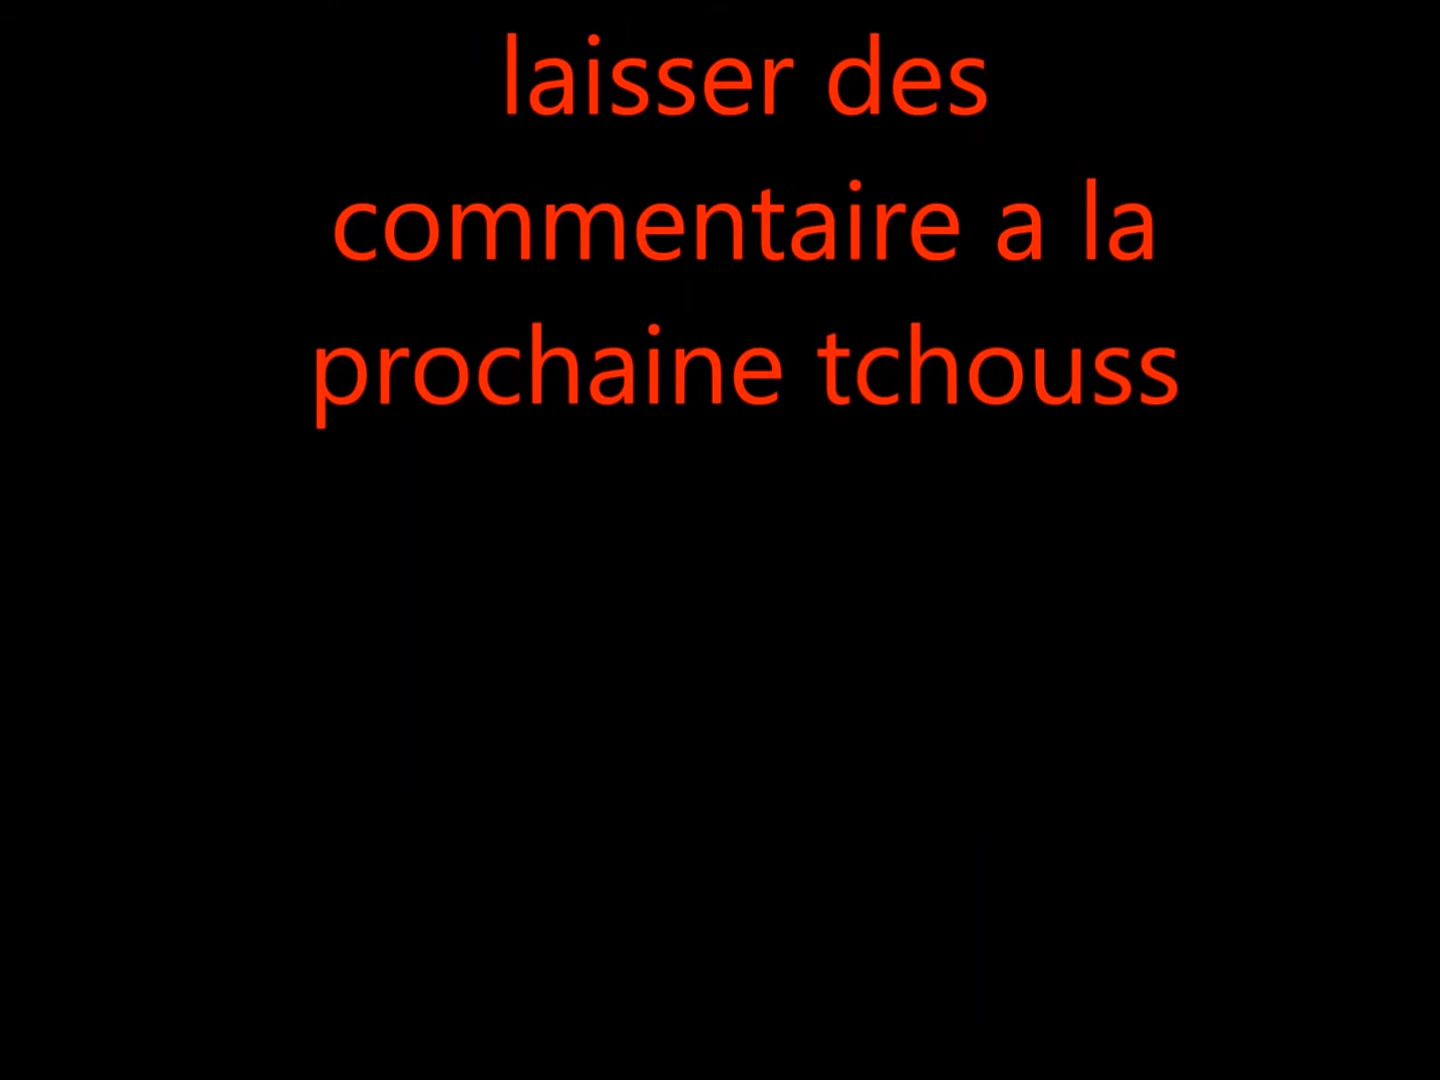 laisser des
commentaire a la
prochaine tchouss